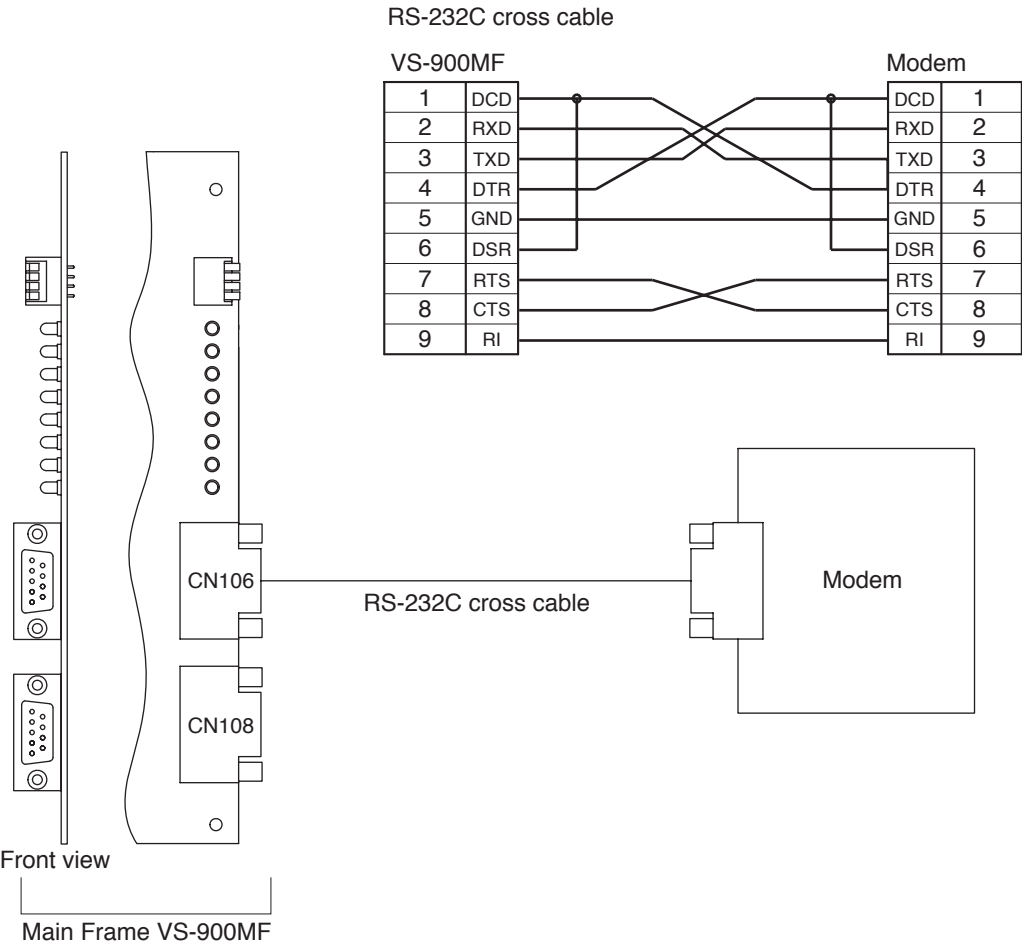 RS-232C cross cable
VS-900MF Modem
1 DCD DCD 1
2 RXD RXD 2
3 TXD TXD 3
4 DTR DTR 4
5 GND GND 5
6 DSR DSR 6
7 RTS RTS 7
8 CTS CTS 8
9 RI RI 9
CN106
RS-232C cross cable
Modem
CN108
Front view
Main Frame VS-900MF